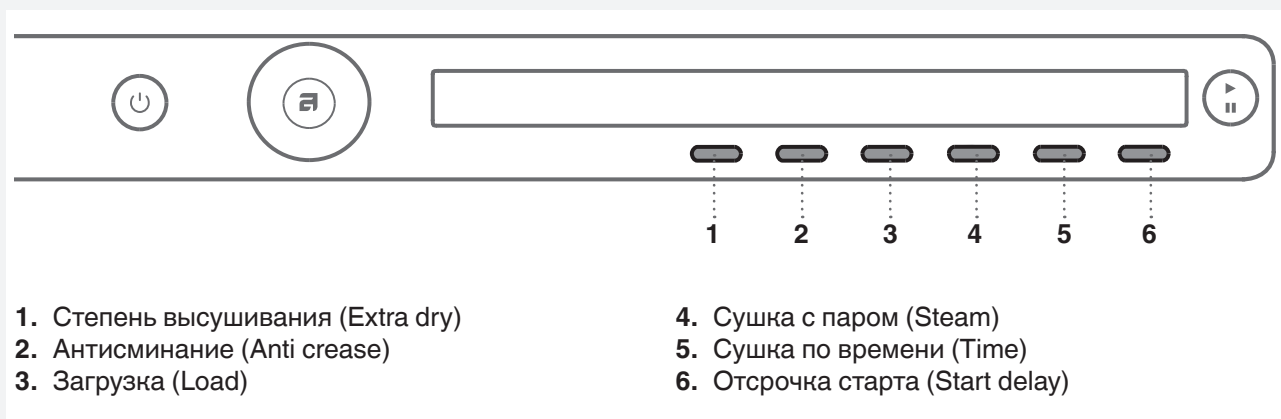 1 2 3 4 5 6
1. Степень высушивания (Extra dry)
2. Антисминание (Anti crease)
3. Загрузка (Load)
4. Сушка с паром (Steam)
5. Сушка по времени (Time)
6. Отсрочка старта (Start delay)